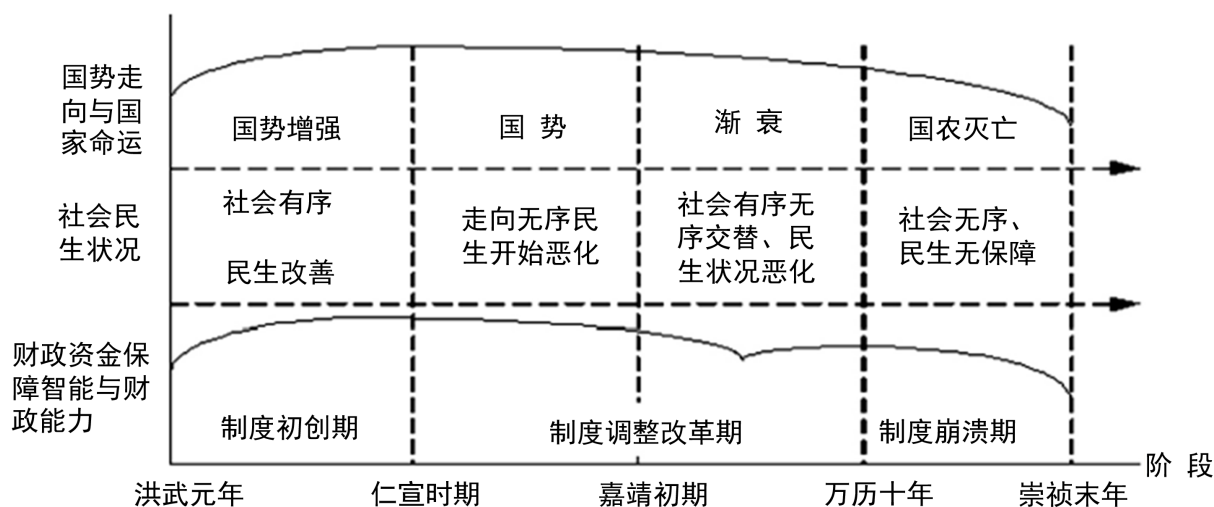 国势走
向与国
家命运
国势增强
国 势
渐 衰
国农灭亡
社会民
生状况
社会有序
民生改善
走向无序民
生开始恶化
社会有序无
序交替、民
生状况恶化
社会无序、
民生无保障
财政资金保
障智能与财
政能力
制度初创期
制度调整改革期
制度崩溃期
阶 段
洪武元年
仁宣时期
嘉靖初期
万历十年
崇祯末年